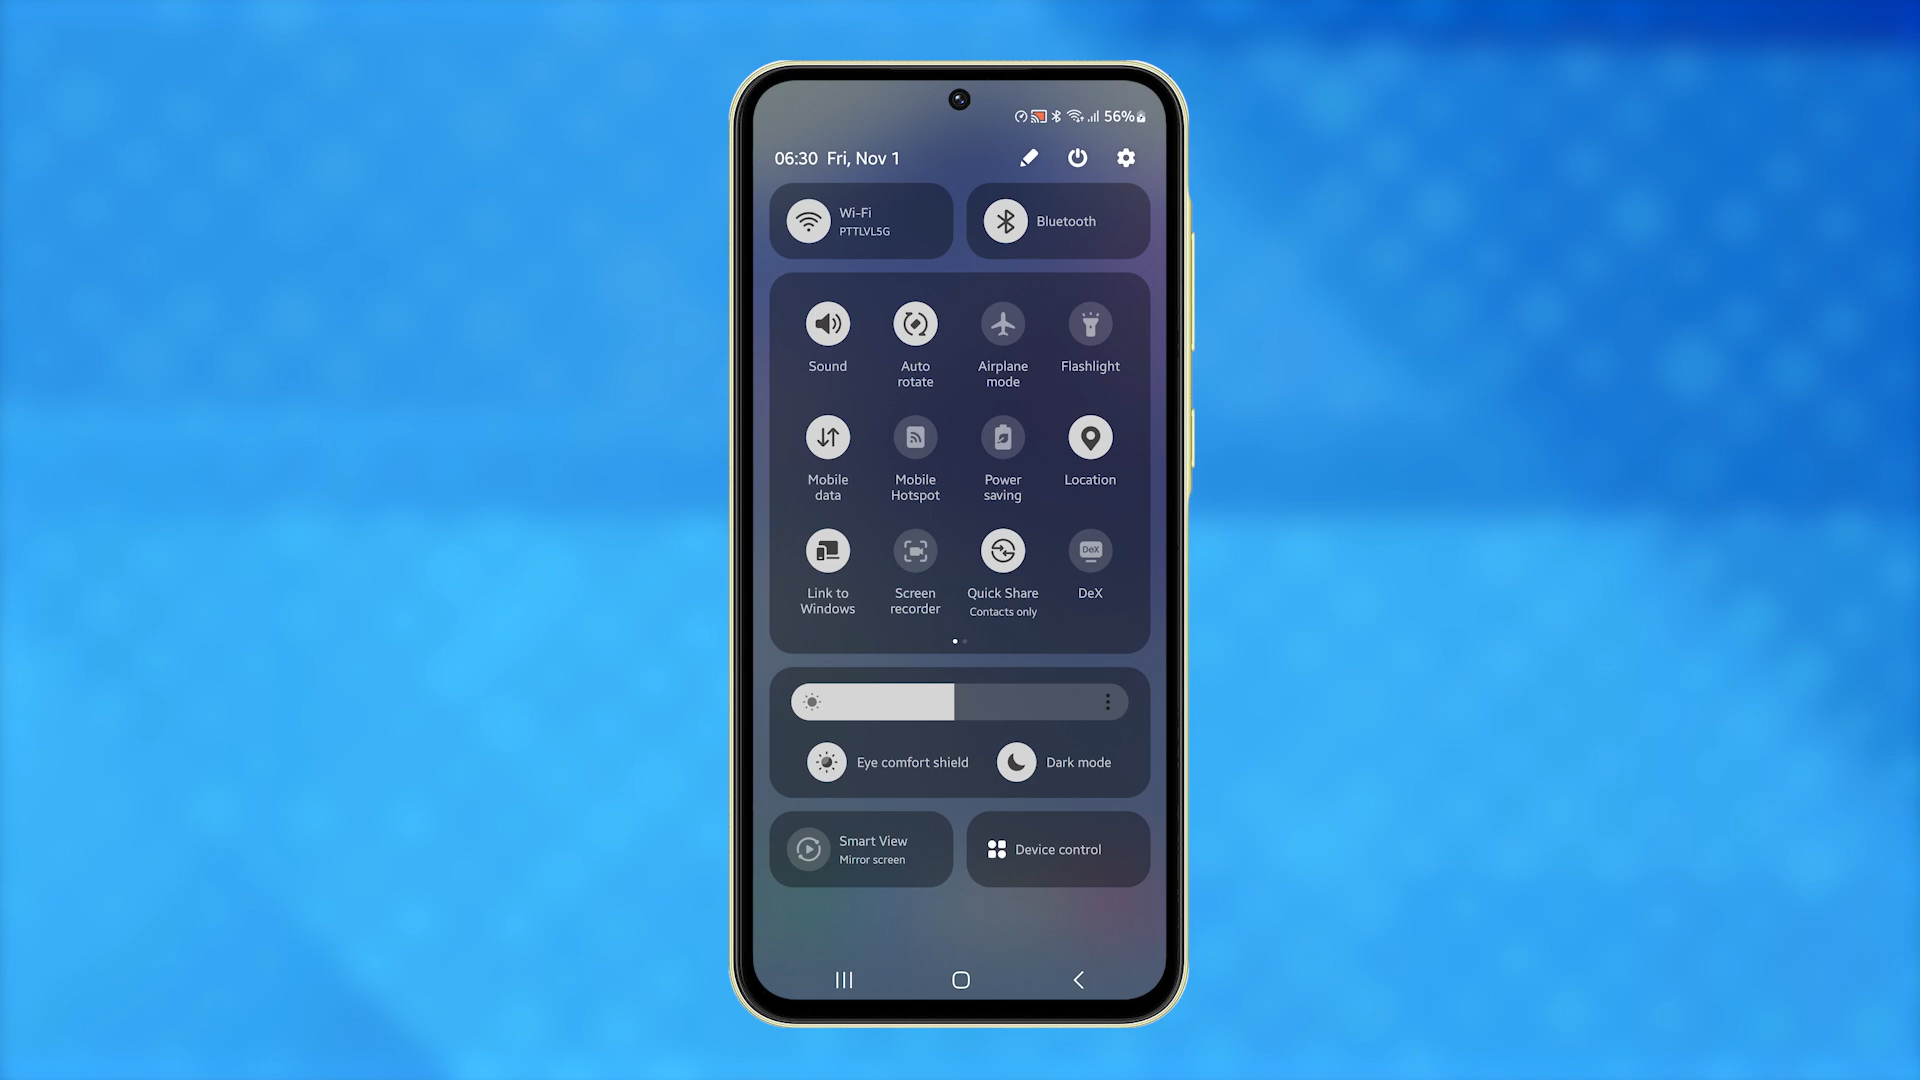 56%
06:30 Fri, Nov 1
Wi-Fi
PTTLVL5G
Bluetooth
Sound
Auto
rotate
Airplane
mode
Flashlight
Mobile
data
Mobile
Hotspot
Power
saving
Location
Link to
Windows
Screen
recorder
Quick Share
Contacts only
DeX
DeX
Eye comfort shield
Dark mode
Smart View
Mirror screen
Device control